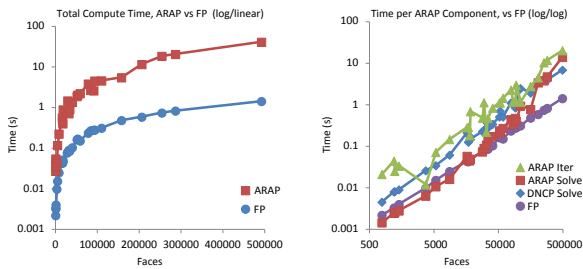 Total Compute Time, ARAP vs FP (log/linear)
100
10
1
0.1
0.01
0.001
Time (s)
0
100000
200000
300000
400000
500000
Faces
ARAP
FP
Time per ARAP Component, vs FP (log/log)
100
10
1
0.1
0.01
0.001
Time (s)
500
5000
50000
500000
Faces
ARAP Iter
ARAP Solve
DNCP Solve
FP